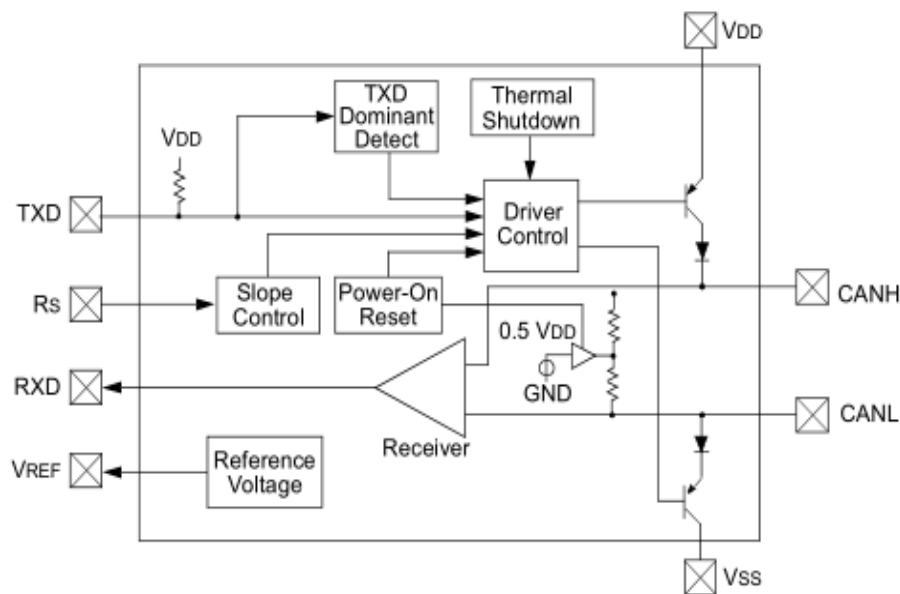 VDD
TXD
Dominant
Detect
Thermal
Shutdown
VDD
TXD
Driver
Control
RS
Slope
Control
Power-On
Reset
CANH
0.5 VDD
GND
RXD
CANL
Receiver
VREF
Reference
Voltage
VSS